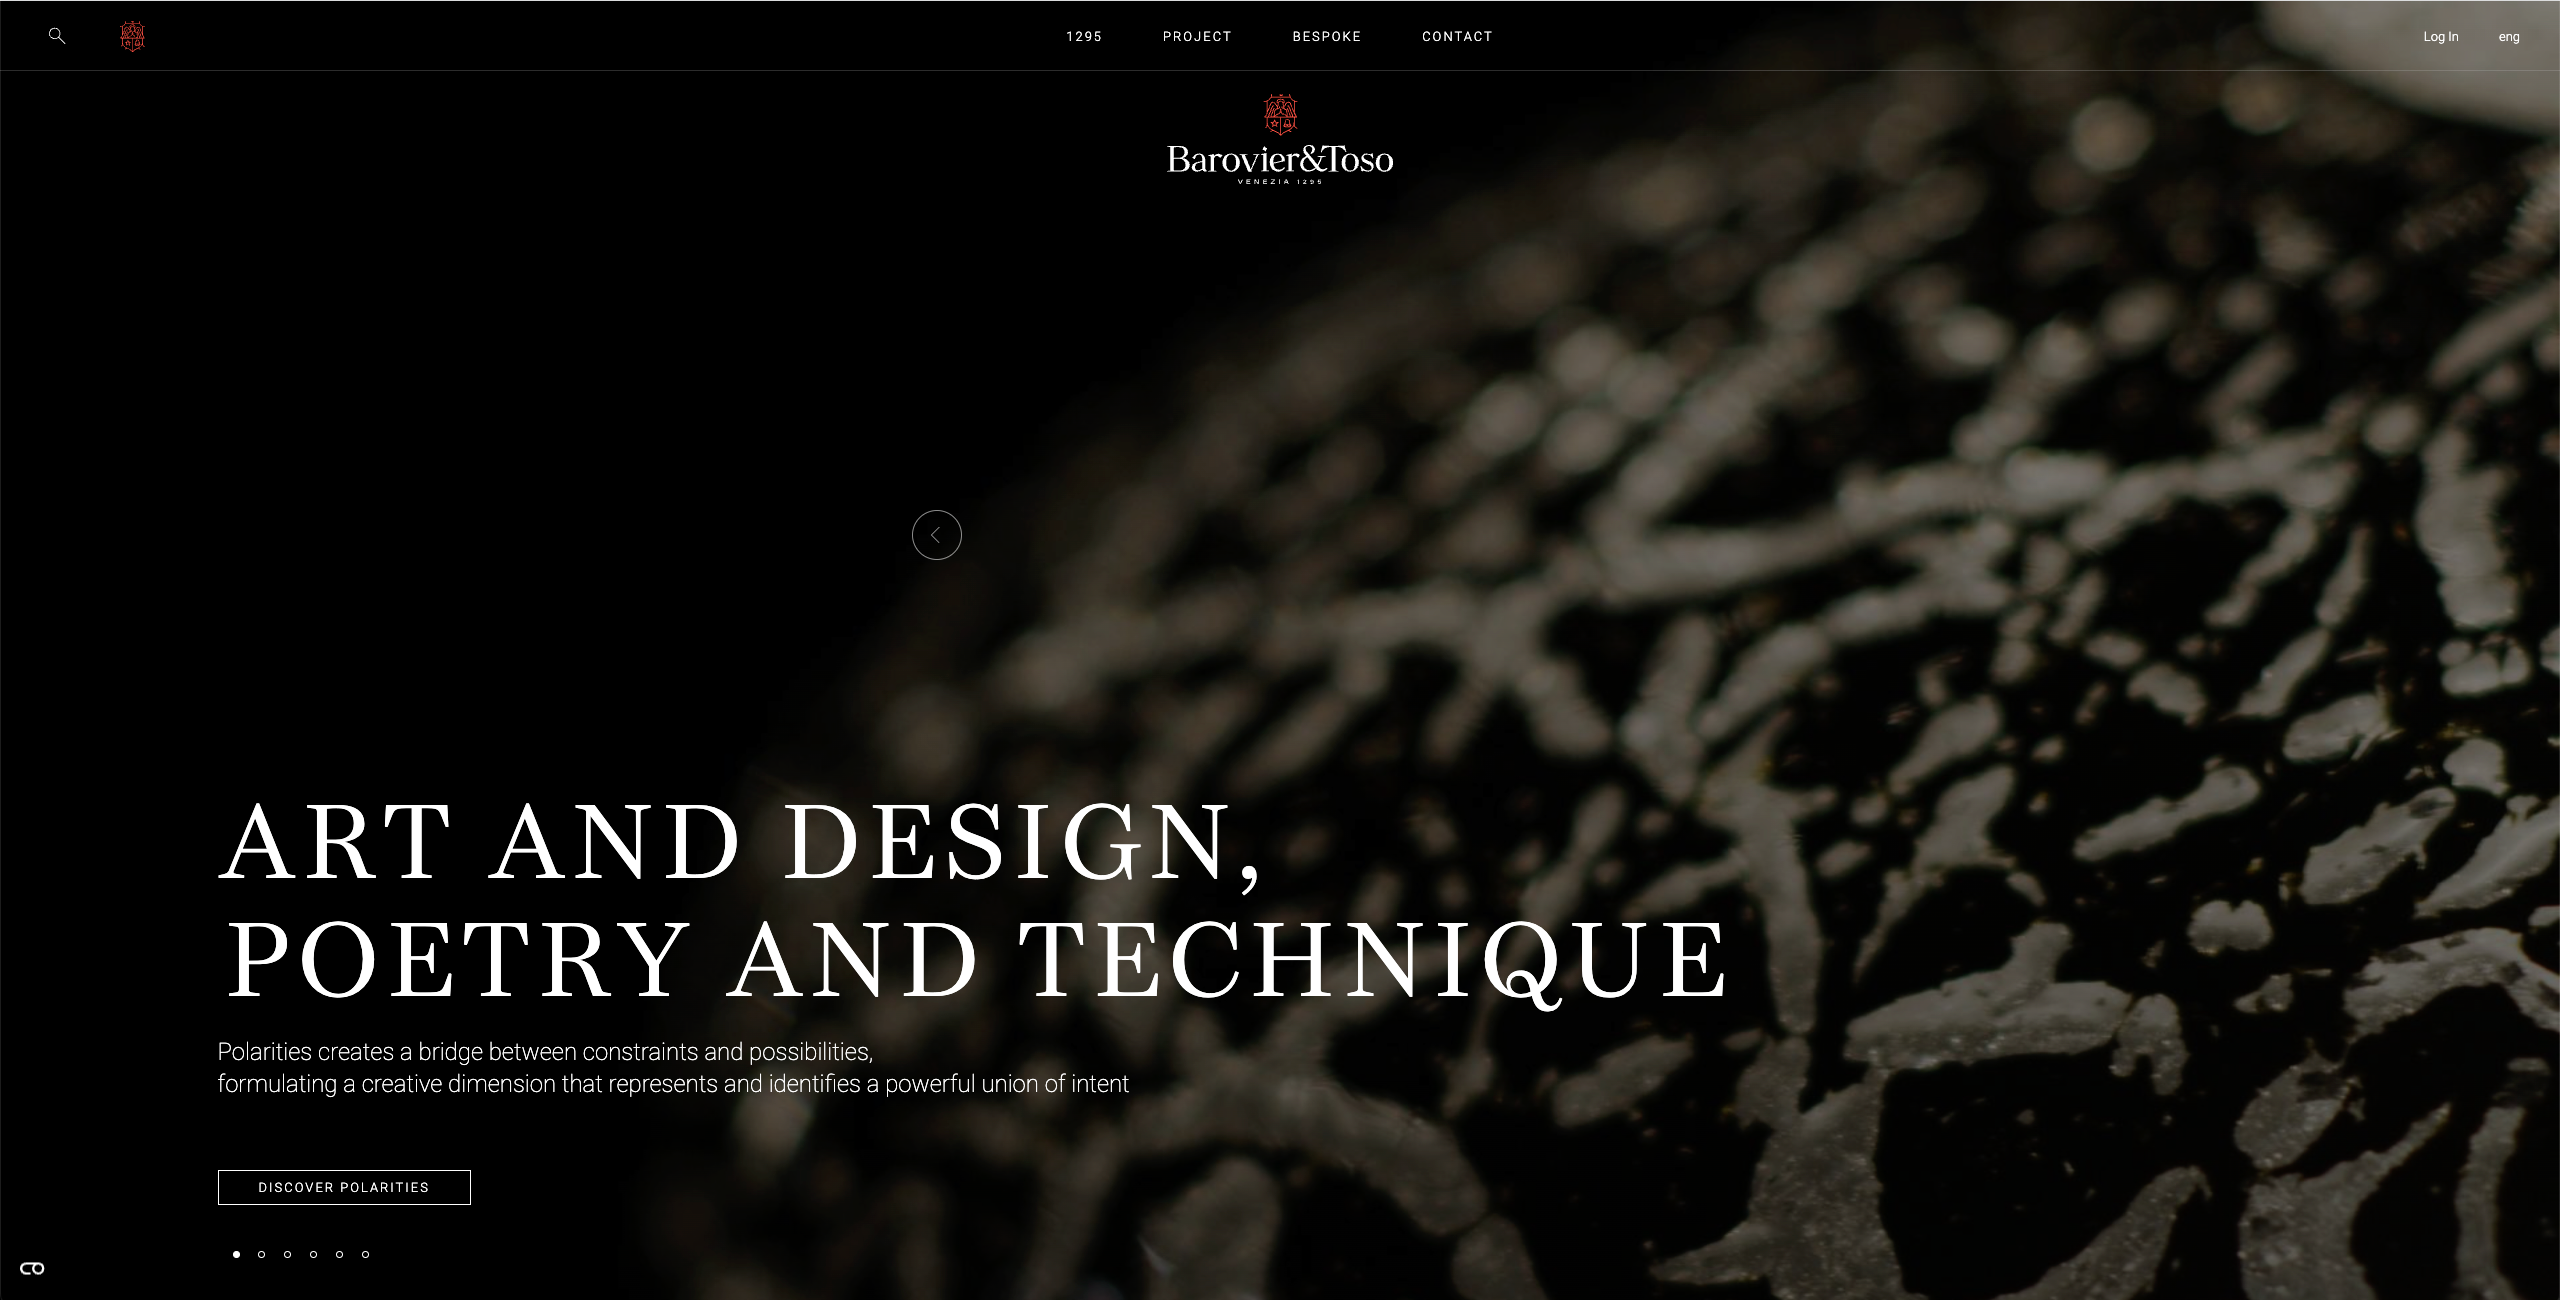 1295 PROJECT BESPOKE CONTACT Log In eng
Barovier&Toso
VENEZIA 1295
ART AND DESIGN,
POETRY AND TECHNIQUE
Polarities creates a bridge between constraints and possibilities,
formulating a creative dimension that represents and identifies a powerful union of intent
DISCOVER POLARITIES